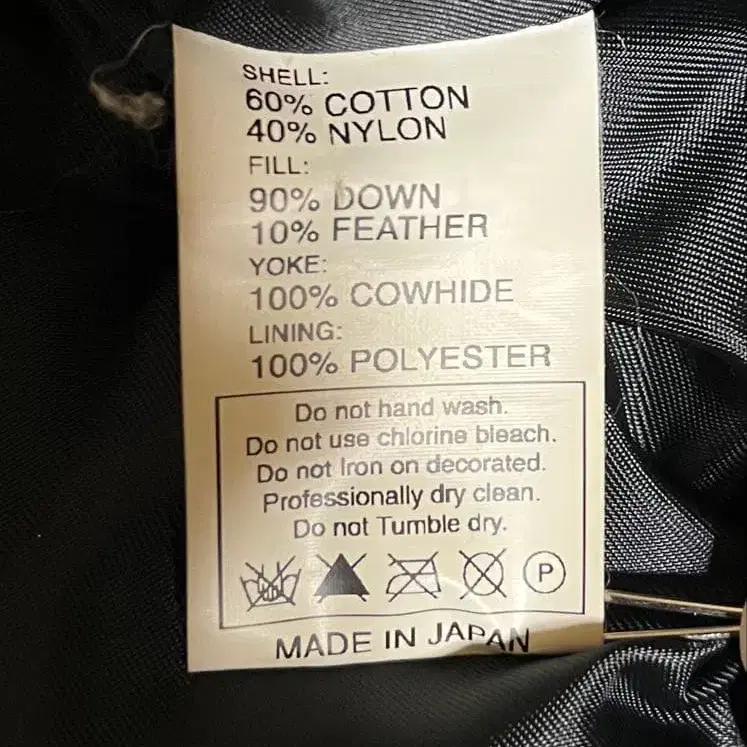 SHELL:
60% COTTON
40% NYLON
FILL:
90% DOWN
10% FEATHER
YOKE:
100% COWHIDE
LINING:
100% POLYESTER
Do not hand wash.
Do not use chlorine bleach.
Do not Iron on decorated.
Professionally dry clean.
Do not Tumble dry.
P
MADE IN JAPAN